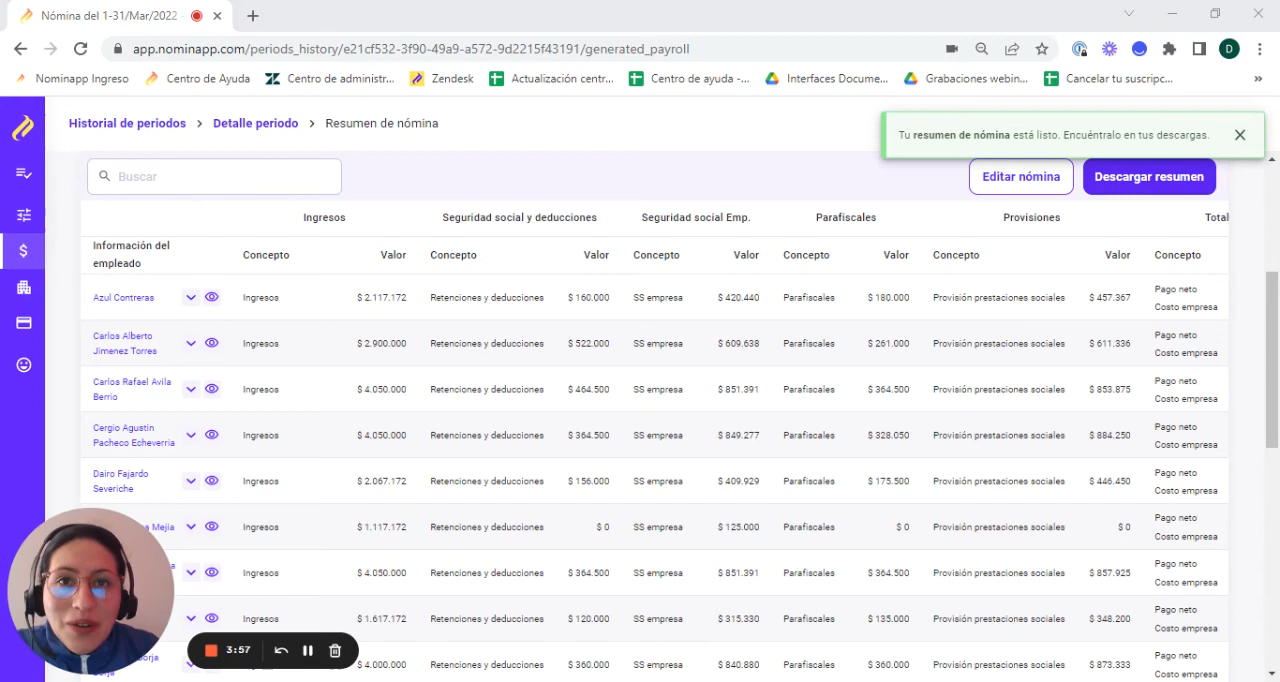 Nómina del 1-31/Mar/2022
app.nominapp.com/periods_history/e21cf532-3f90-49a9-a572-9d2215f43191/generated_payroll
D
Nominapp Ingreso Centro de Ayuda Centro de administr... Zendesk Actualización centr... Centro de ayuda -... Interfaces Docume... Grabaciones webin... Cancelar tu suscripc... »
Historial de periodos > Detalle periodo > Resumen de nómina
Tu resumen de nómina está listo. Encuéntralo en tus descargas.
Buscar
Editar nómina
Descargar resumen
Ingresos Seguridad social y deducciones Seguridad social Emp. Parafiscales Provisiones Total
Información del
empleado
Concepto Valor Concepto Valor Concepto Valor Concepto Valor Concepto Valor Concepto
Azul Contreras Ingresos $ 2.117.172 Retenciones y deducciones $ 160.000 SS empresa $ 420.440 Parafiscales $ 180.000 Provisión prestaciones sociales $ 457.367 Pago neto
Costo empresa
Carlos Alberto
Jimenez Torres
Ingresos $ 2.900.000 Retenciones y deducciones $ 522.000 SS empresa $ 609.638 Parafiscales $ 261.000 Provisión prestaciones sociales $ 611.336 Pago neto
Costo empresa
Carlos Rafael Avila
Berrio
Ingresos $ 4.050.000 Retenciones y deducciones $ 464.500 SS empresa $ 851.391 Parafiscales $ 364.500 Provisión prestaciones sociales $ 853.875 Pago neto
Costo empresa
Cergio Agustin
Pacheco Echeverria
Ingresos $ 4.050.000 Retenciones y deducciones $ 364.500 SS empresa $ 849.277 Parafiscales $ 328.050 Provisión prestaciones sociales $ 884.250 Pago neto
Costo empresa
Dairo Fajardo
Severiche
Ingresos $ 2.067.172 Retenciones y deducciones $ 156.000 SS empresa $ 409.929 Parafiscales $ 175.500 Provisión prestaciones sociales $ 446.450 Pago neto
Costo empresa
a Mejía Ingresos $ 1.117.172 Retenciones y deducciones $ 0 SS empresa $ 125.000 Parafiscales $ 0 Provisión prestaciones sociales $ 0 Pago neto
Costo empresa
Ingresos $ 4.050.000 Retenciones y deducciones $ 364.500 SS empresa $ 851.391 Parafiscales $ 364.500 Provisión prestaciones sociales $ 857.925 Pago neto
Costo empresa
Ingresos $ 1.617.172 Retenciones y deducciones $ 120.000 SS empresa $ 315.330 Parafiscales $ 135.000 Provisión prestaciones sociales $ 348.200 Pago neto
Costo empresa
3:57
$ 4.000.000 Retenciones y deducciones $ 360.000 SS empresa $ 840.880 Parafiscales $ 360.000 Provisión prestaciones sociales $ 873.333 Pago neto
Costo empresa